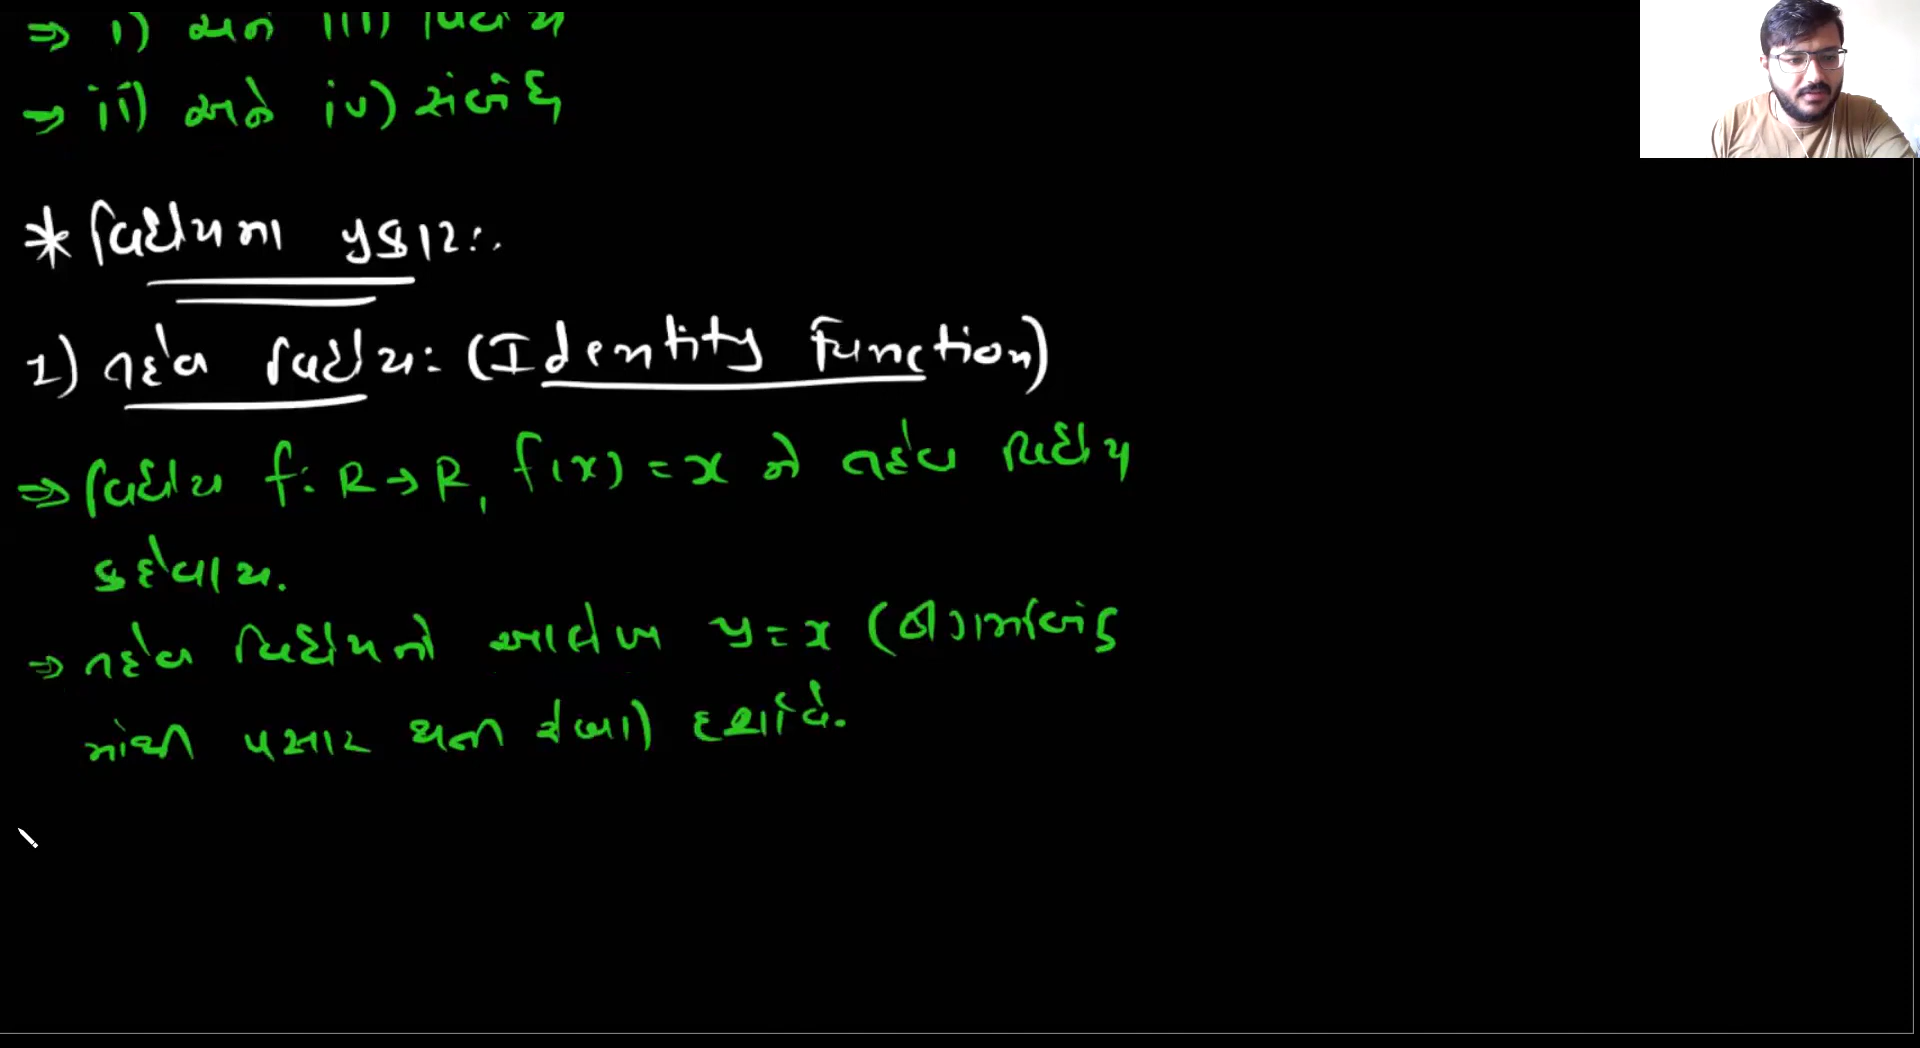 ⇒ i) અને iii) વિધેય
→ ii) અને iv) સંબંધ
* વિધેયના પ્રકાર:.
1) તદેવ વિધેય: (Identity Function)
⇒ વિધેય f: R→R, f(x) = x ને તદેવ વિધેય
કહેવાય.
⇒ તદેવ વિધેયનો આલેખ y = x (ઊગમબિંદુ
માંથી પસાર થતી રેખા) દર્શાવે.